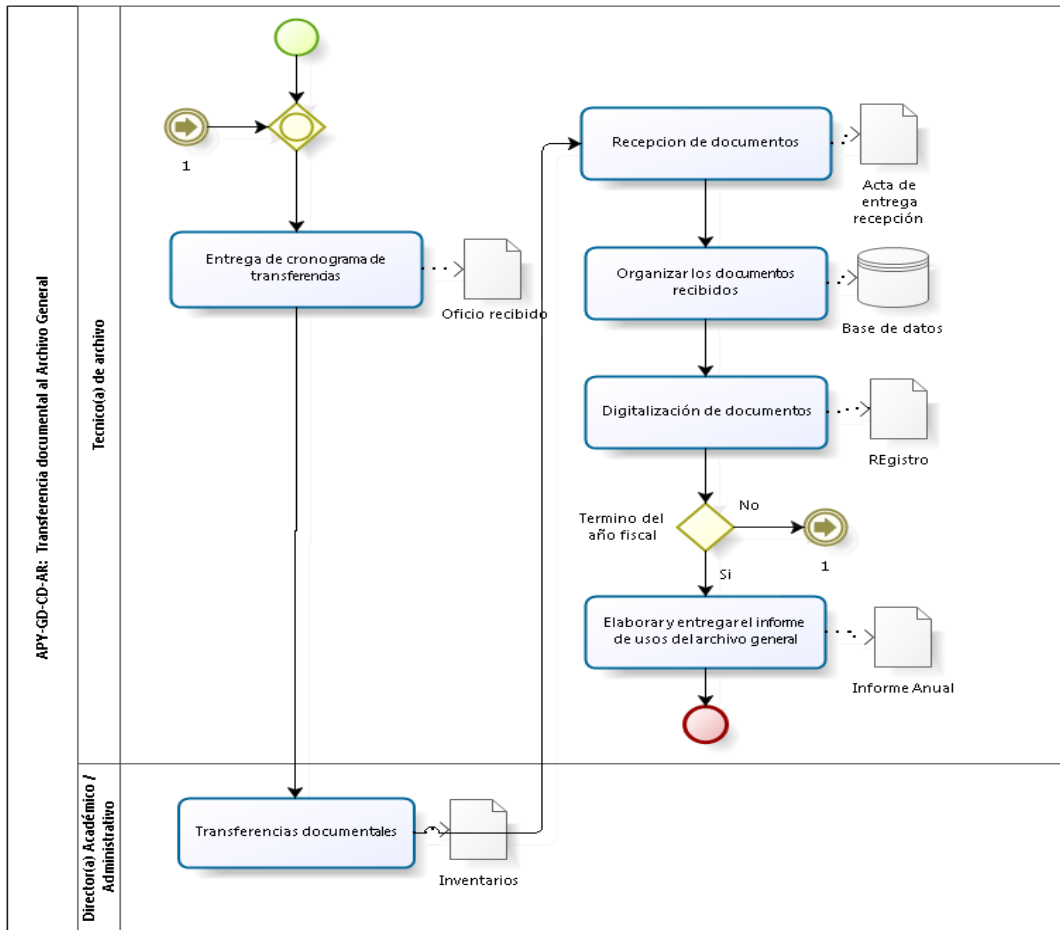 APY-GD-CD-AR: Transferencia documental al Archivo General
Tecnico(a) de archivo
1
Entrega de cronograma de
transferencias
Oficio recibido
Recepcion de documentos
Acta de
entrega
recepción
Organizar los documentos
recibidos
Base de datos
Digitalización de documentos
REgistro
Termino del
año fiscal
No
1
Si
Elaborar y entregar el informe
de usos del archivo general
Informe Anual
Director(a) Académico /
Administrativo
Transferencias documentales
Inventarios